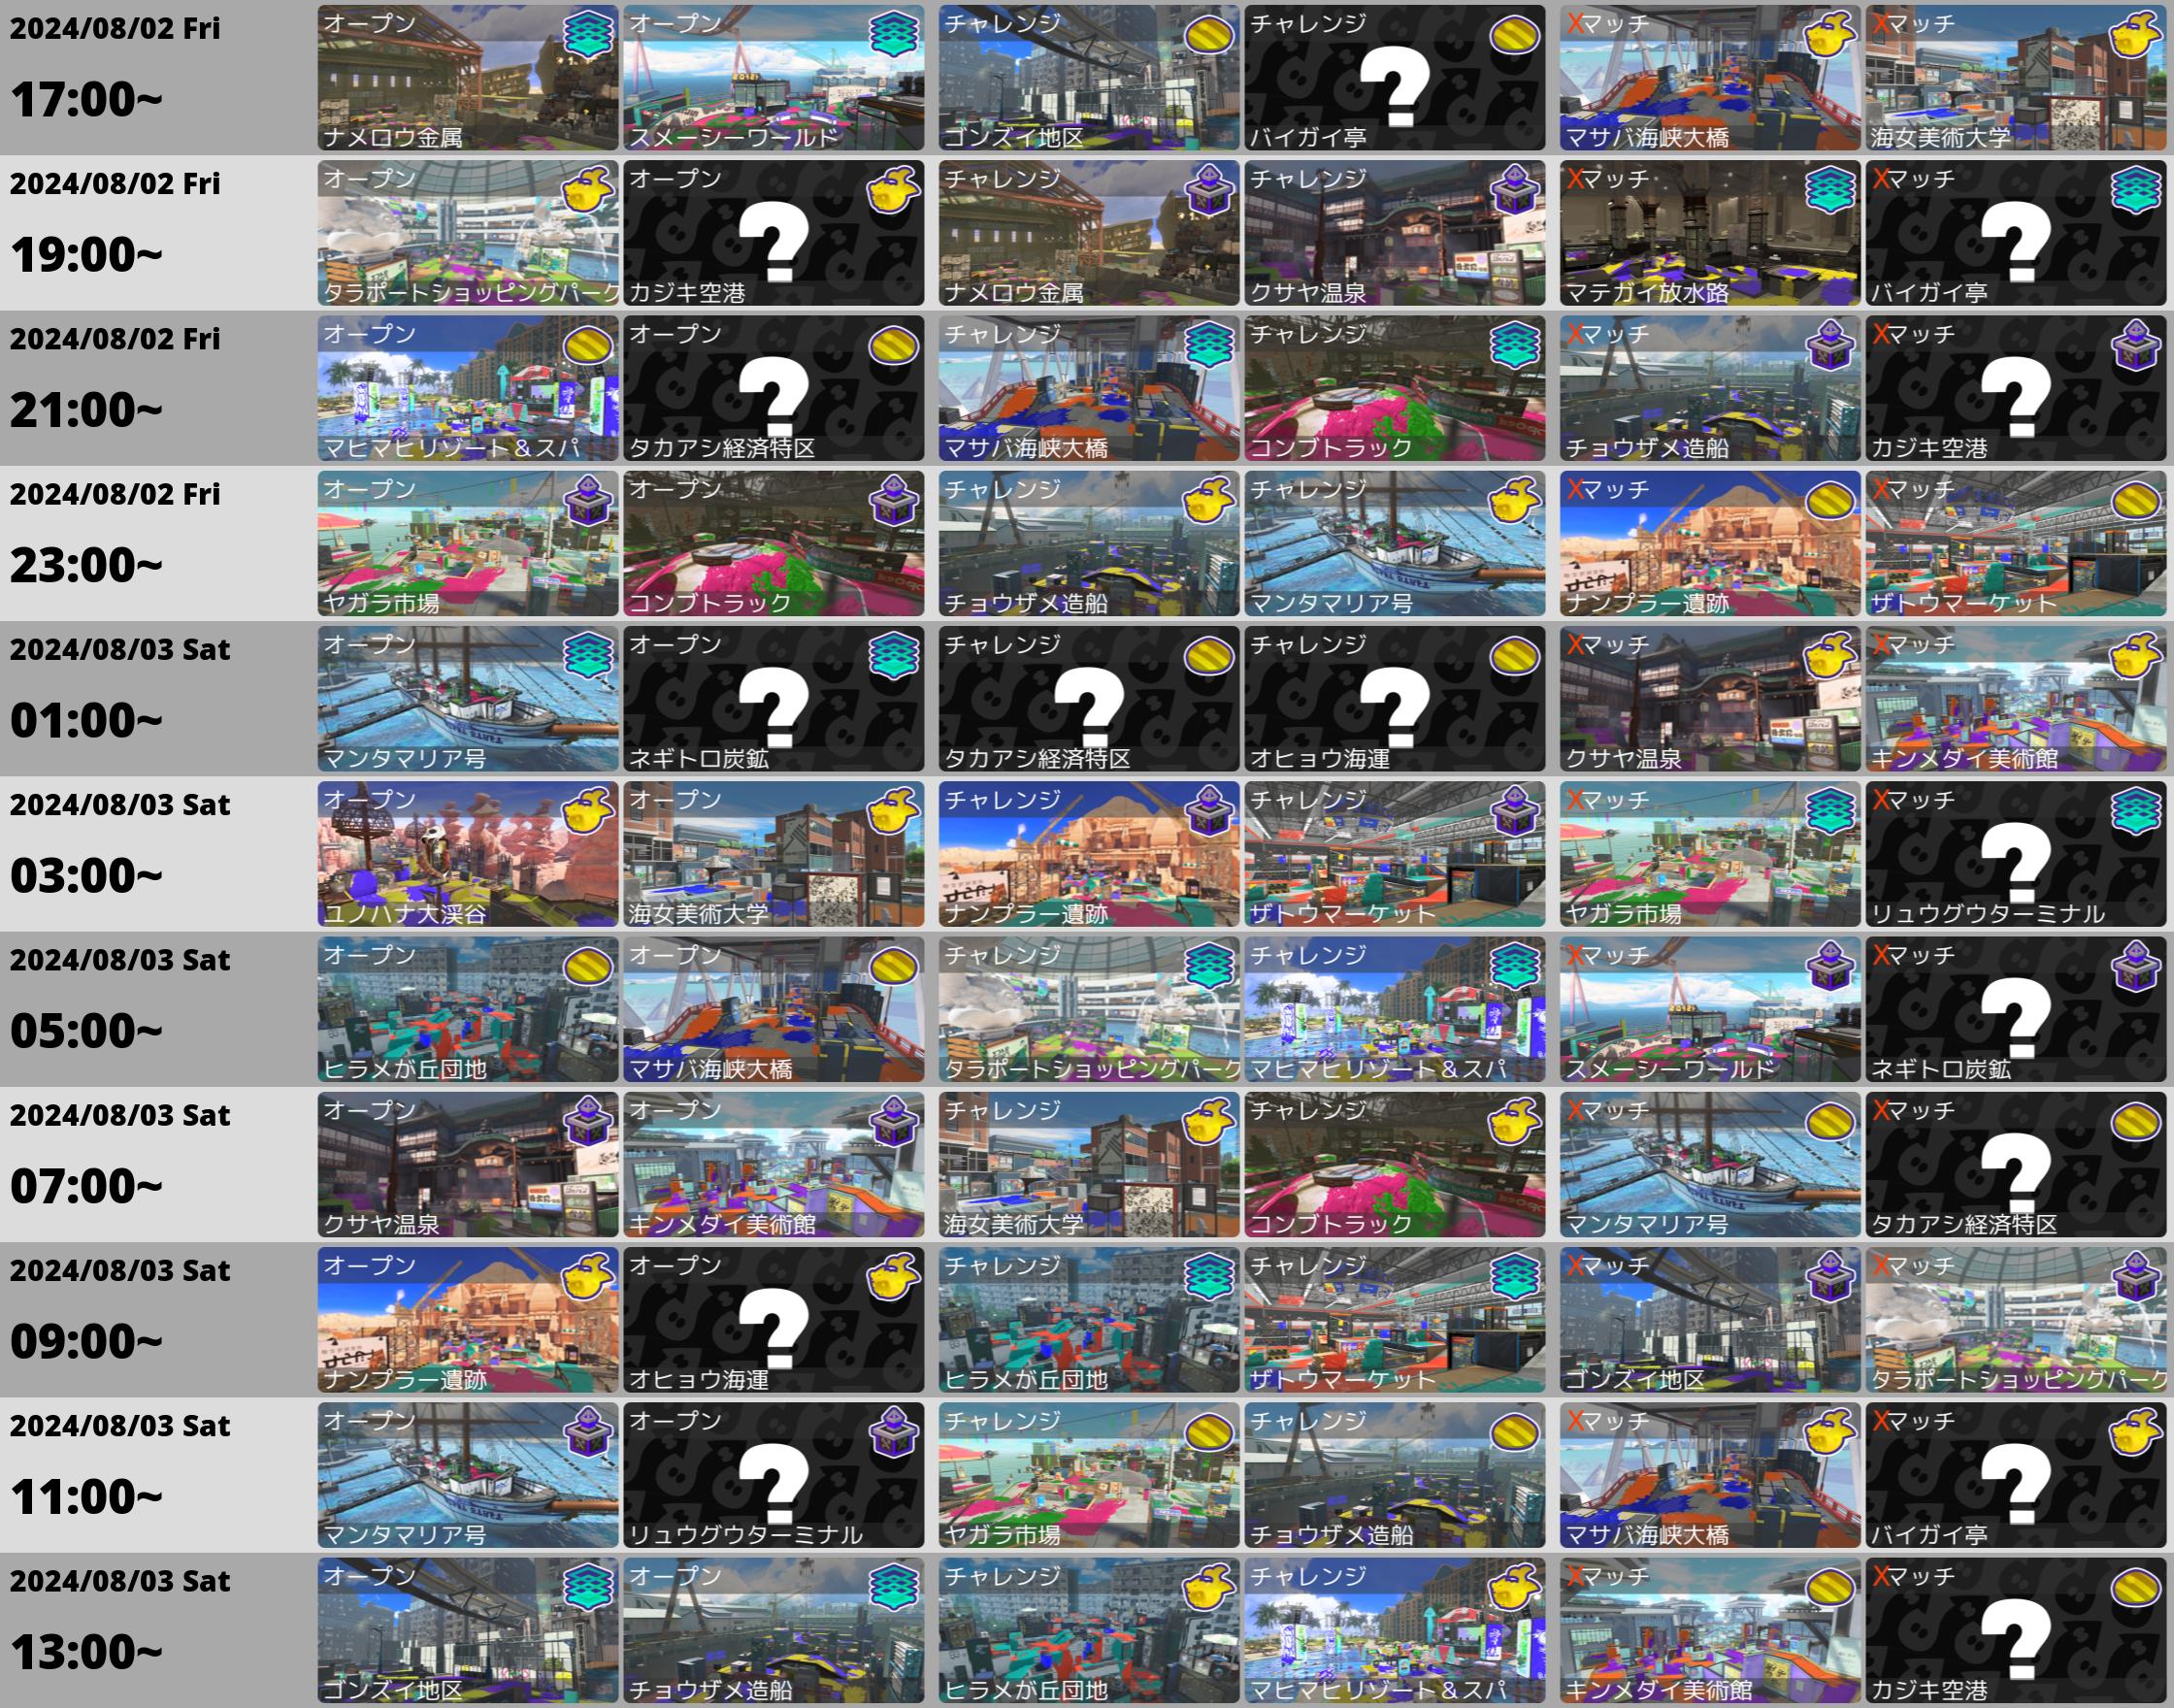 2024/08/02 Fri
17:00~
オープン
ナメロウ金属
オープン
スメーシーワールド
チャレンジ
ゴンズイ地区
チャレンジ
バイガイ亭
Xマッチ
マサバ海峡大橋
Xマッチ
海女美術大学
2024/08/02 Fri
19:00~
オープン
タラポートショッピングパーク
オープン
カジキ空港
チャレンジ
ナメロウ金属
チャレンジ
クサヤ温泉
Xマッチ
マテガイ放水路
Xマッチ
バイガイ亭
2024/08/02 Fri
21:00~
オープン
マヒマヒリゾート＆スパ
オープン
タカアシ経済特区
チャレンジ
マサバ海峡大橋
チャレンジ
コンブトラック
Xマッチ
チョウザメ造船
Xマッチ
カジキ空港
2024/08/02 Fri
23:00~
オープン
ヤガラ市場
オープン
コンブトラック
チャレンジ
チョウザメ造船
チャレンジ
マンタマリア号
Xマッチ
ナンプラー遺跡
Xマッチ
ザトウマーケット
2024/08/03 Sat
01:00~
オープン
マンタマリア号
オープン
ネギトロ炭鉱
チャレンジ
タカアシ経済特区
チャレンジ
オヒョウ海運
Xマッチ
クサヤ温泉
Xマッチ
キンメダイ美術館
2024/08/03 Sat
03:00~
オープン
ユノハナ大渓谷
オープン
海女美術大学
チャレンジ
ナンプラー遺跡
チャレンジ
ザトウマーケット
Xマッチ
ヤガラ市場
Xマッチ
リュウグウターミナル
2024/08/03 Sat
05:00~
オープン
ヒラメが丘団地
オープン
マサバ海峡大橋
チャレンジ
タラポートショッピングパーク
チャレンジ
マヒマヒリゾート＆スパ
Xマッチ
スメーシーワールド
Xマッチ
ネギトロ炭鉱
2024/08/03 Sat
07:00~
オープン
クサヤ温泉
オープン
キンメダイ美術館
チャレンジ
海女美術大学
チャレンジ
コンブトラック
Xマッチ
マンタマリア号
Xマッチ
タカアシ経済特区
2024/08/03 Sat
09:00~
オープン
ナンプラー遺跡
オープン
オヒョウ海運
チャレンジ
ヒラメが丘団地
チャレンジ
ザトウマーケット
Xマッチ
ゴンズイ地区
Xマッチ
タラポートショッピングパーク
2024/08/03 Sat
11:00~
オープン
マンタマリア号
オープン
リュウグウターミナル
チャレンジ
ヤガラ市場
チャレンジ
チョウザメ造船
Xマッチ
マサバ海峡大橋
Xマッチ
バイガイ亭
2024/08/03 Sat
13:00~
オープン
ゴンズイ地区
オープン
チョウザメ造船
チャレンジ
ヒラメが丘団地
チャレンジ
マヒマヒリゾート＆スパ
Xマッチ
キンメダイ美術館
Xマッチ
カジキ空港